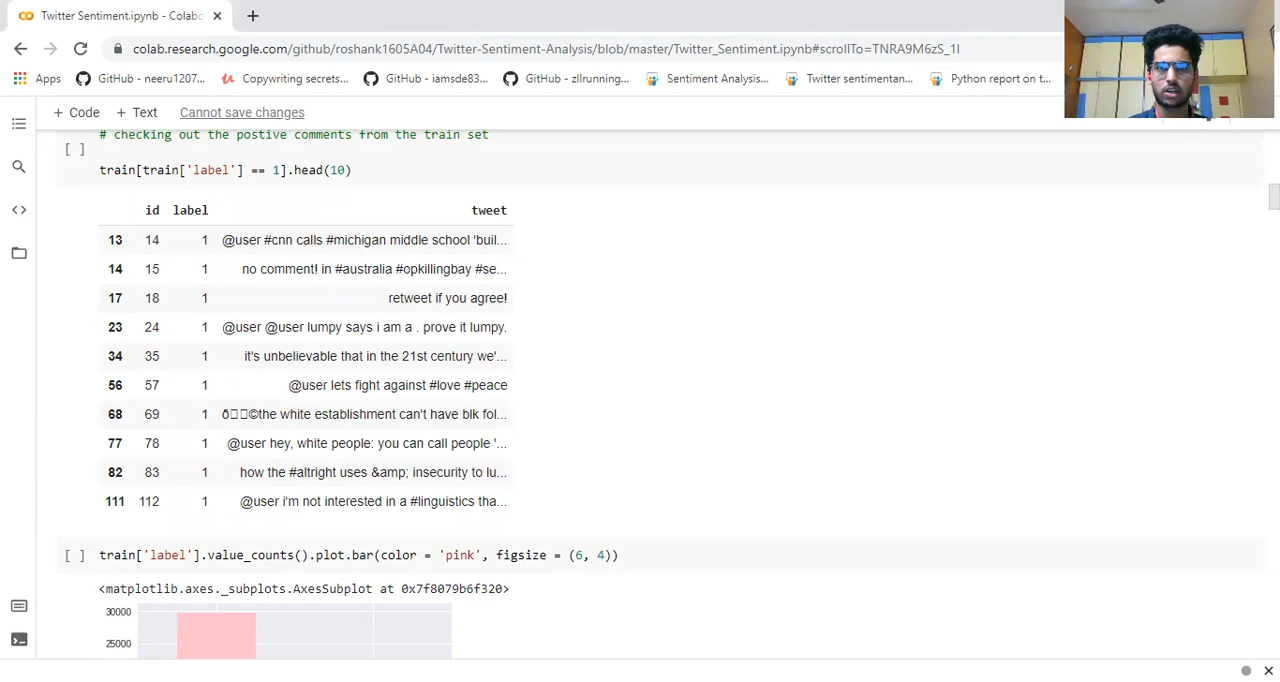 Twitter Sentiment.ipynb - Colabo
colab.research.google.com/github/roshank1605A04/Twitter-Sentiment-Analysis/blob/master/Twitter_Sentiment.ipynb#scrollTo=TNRA9M6zS_1I
Apps GitHub - neeru1207... Copywriting secrets... GitHub - iamsde83... GitHub - zllrunning... Sentiment Analysis... Twitter sentimentan... Python report on t...
+ Code + Text Cannot save changes
# checking out the postive comments from the train set
[ ]
train[train['label'] == 1].head(10)
id label tweet
13 14 1 @user #cnn calls #michigan middle school 'buil...
14 15 1 no comment! in #australia #opkillingbay #se...
17 18 1 retweet if you agree!
23 24 1 @user @user lumpy says i am a . prove it lumpy.
34 35 1 it's unbelievable that in the 21st century we'...
56 57 1 @user lets fight against #love #peace
68 69 1 ð□□©the white establishment can't have blk fol...
77 78 1 @user hey, white people: you can call people '...
82 83 1 how the #altright uses &amp; insecurity to lu...
111 112 1 @user i'm not interested in a #linguistics tha...
[ ] train['label'].value_counts().plot.bar(color = 'pink', figsize = (6, 4))
<matplotlib.axes._subplots.AxesSubplot at 0x7f8079b6f320>
30000
25000